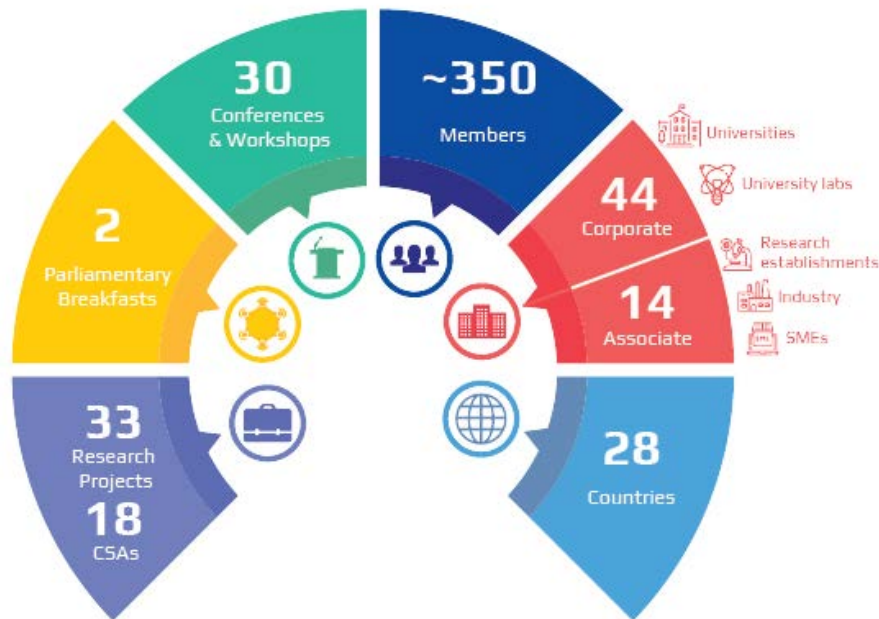 30
Conferences
& Workshops
~350
Members
2
Parliamentary
Breakfasts
44
Corporate
14
Associate
Universities
University labs
Research
establishments
Industry
SMEs
33
Research
Projects
18
CSAs
28
Countries